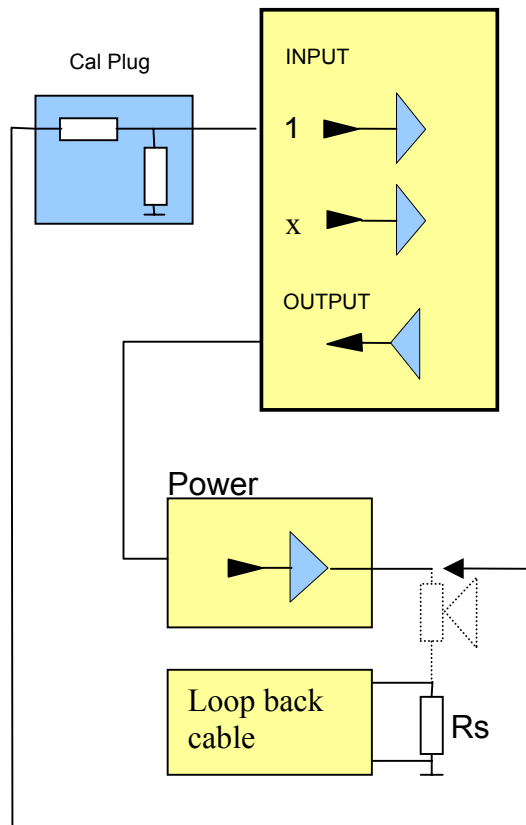 Cal Plug
INPUT
1
x
OUTPUT
Power
Loop back
cable
Rs